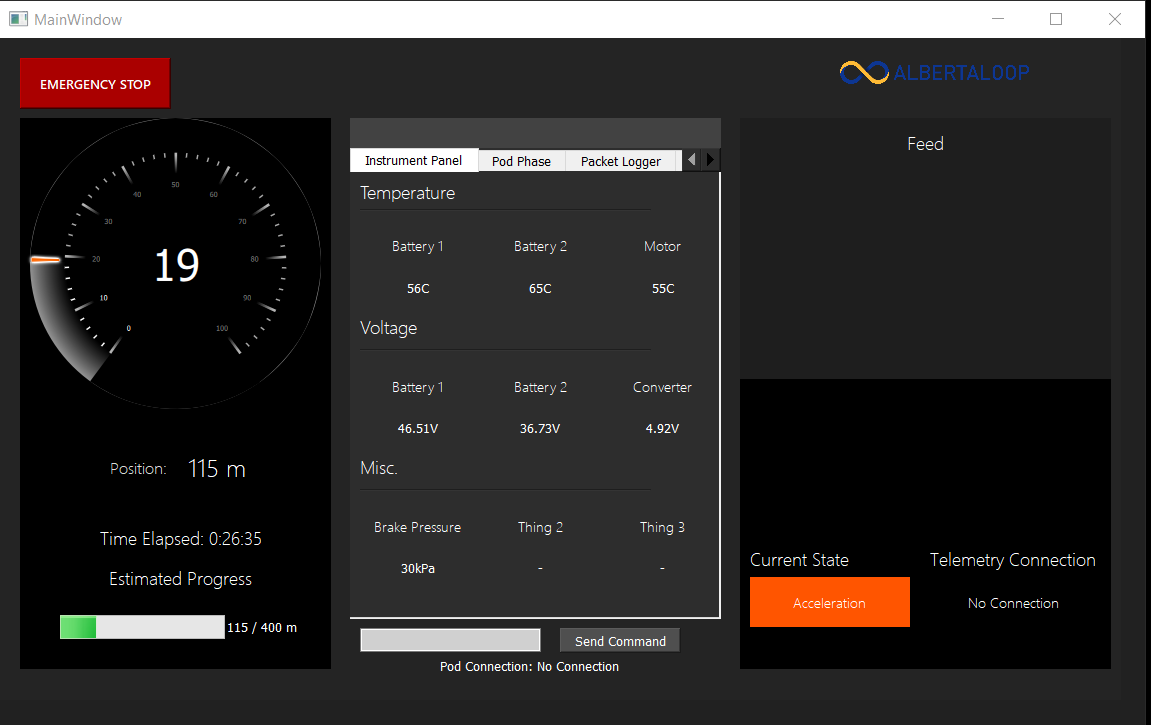 MainWindow
EMERGENCY STOP
ALBERTALOOP
0
10
20
30
40
50
60
70
80
90
100
19
Position: 115 m
Time Elapsed: 0:26:35
Estimated Progress
115 / 400 m
Instrument Panel Pod Phase Packet Logger
Temperature
Battery 1 Battery 2 Motor
56C 65C 55C
Voltage
Battery 1 Battery 2 Converter
46.51V 36.73V 4.92V
Misc.
Brake Pressure Thing 2 Thing 3
30kPa - -
Send Command
Pod Connection: No Connection
Feed
Current State Telemetry Connection
Acceleration No Connection